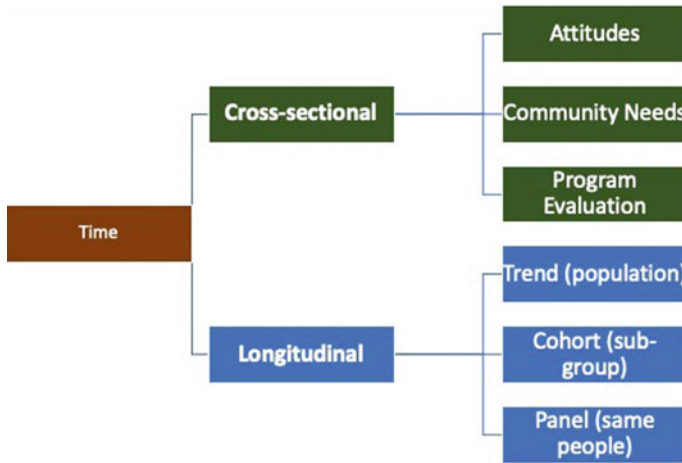 Attitudes
Cross-sectional
Community Needs
Program
Evaluation
Time
Trend (population)
Longitudinal
Cohort (sub-
group)
Panel (same
people)